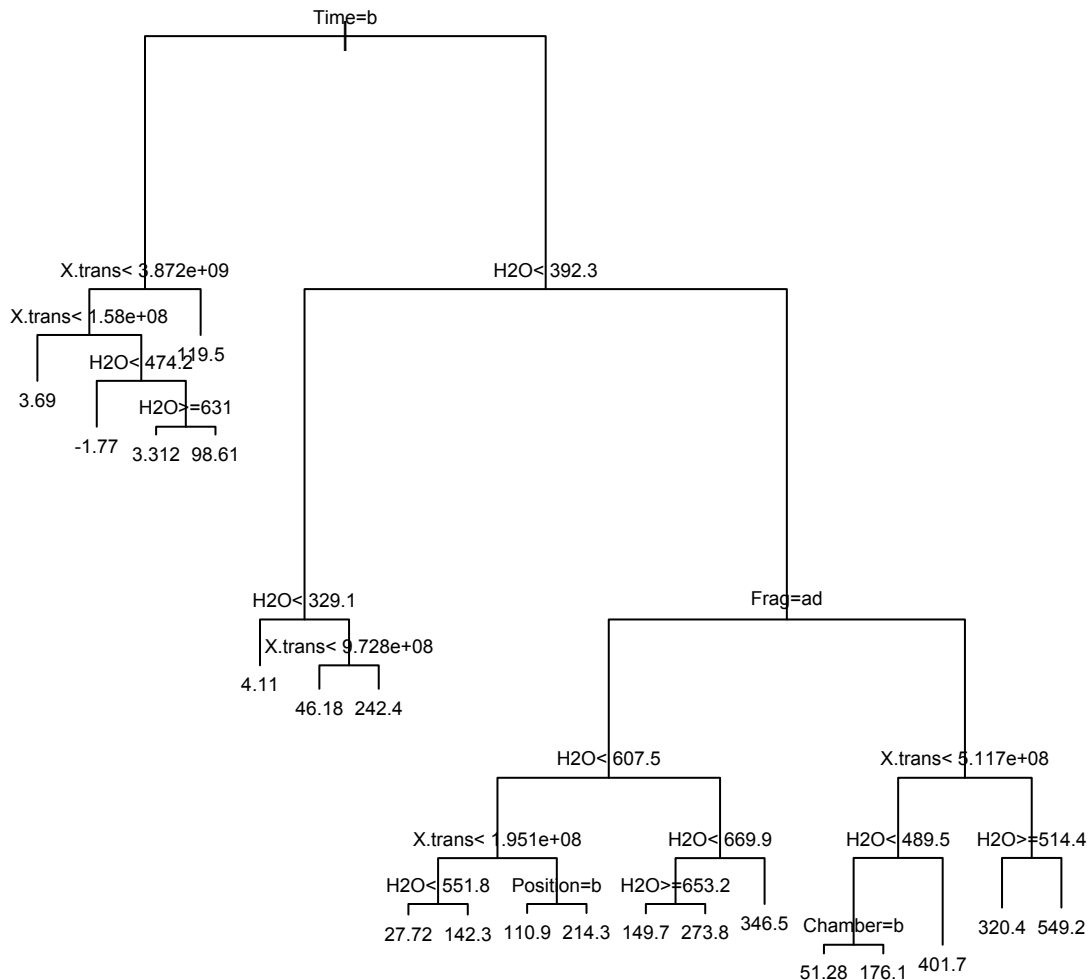 Time=b
X.trans< 3.872e+09
H2O< 392.3
X.trans< 1.58e+08
119.5
H2O< 474.2
3.69
H2O>=631
-1.77
3.312
98.61
H2O< 329.1
Frag=ad
X.trans< 9.728e+08
4.11
46.18
242.4
H2O< 607.5
X.trans< 5.117e+08
X.trans< 1.951e+08
H2O< 669.9
H2O< 489.5
H2O>=514.4
H2O< 551.8
Position=b
H2O>=653.2
346.5
320.4
549.2
27.72
142.3
110.9
214.3
149.7
273.8
Chamber=b
401.7
51.28
176.1